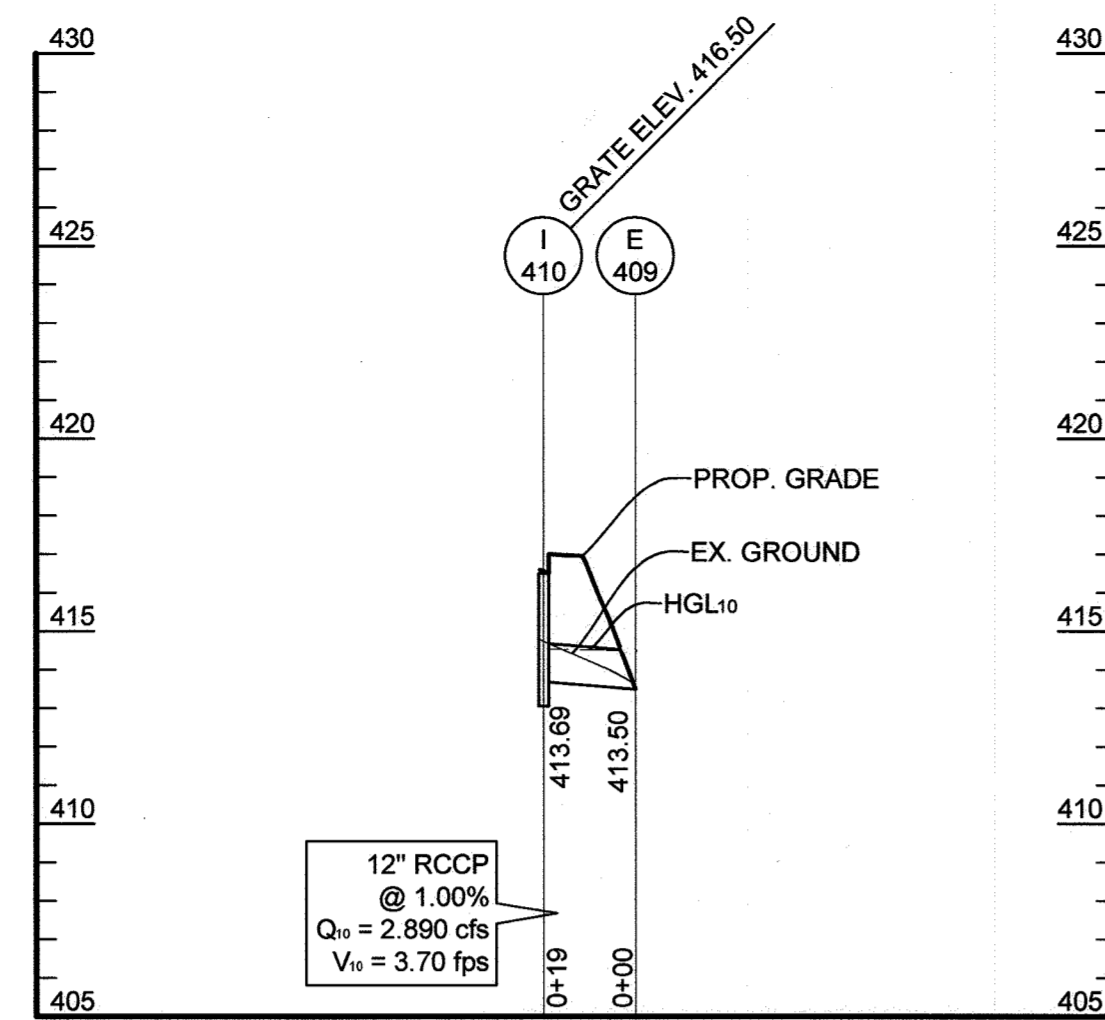 430
430
GRATE ELEV. 416.50
425
I
410
E
409
425
420
420
PROP. GRADE
EX. GROUND
HGL10
415
415
413.69
413.50
410
410
12" RCCP
@ 1.00%
Q10 = 2.890 cfs
V10 = 3.70 fps
0+19
0+00
405
405